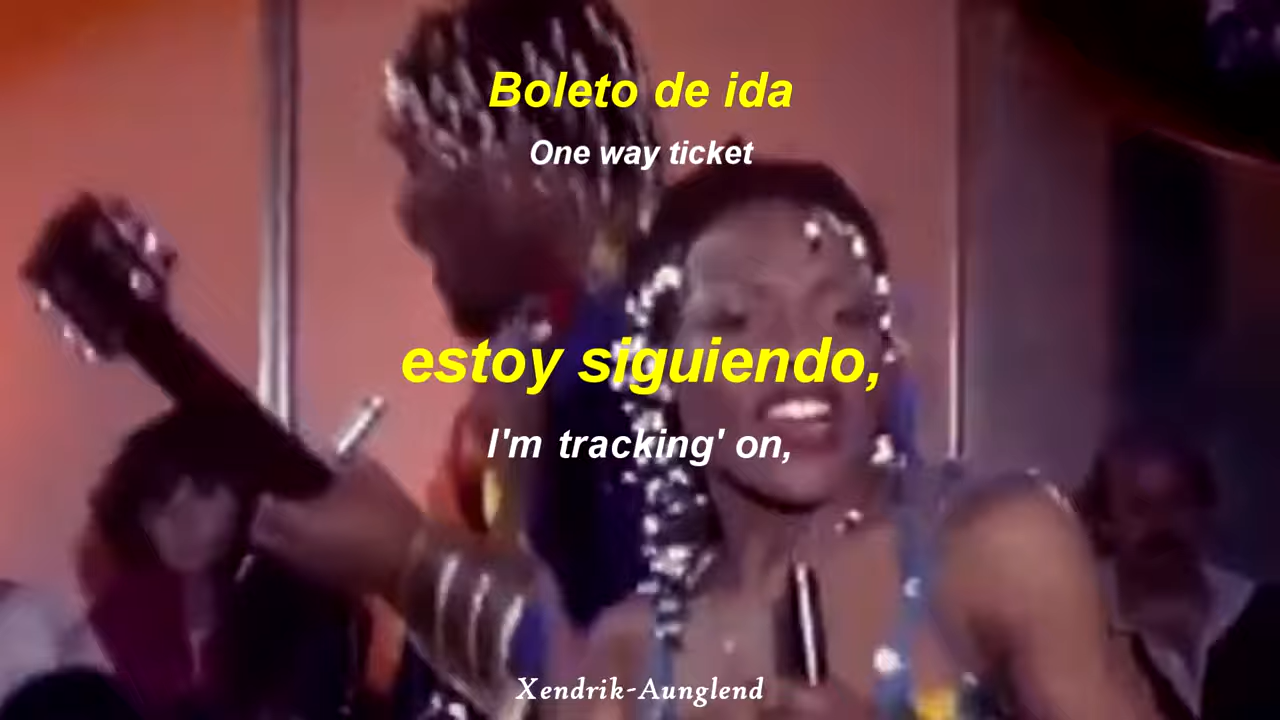 Boleto de ida
One way ticket
estoy siguiendo,
I'm tracking' on,
Xendrik-Aunglend